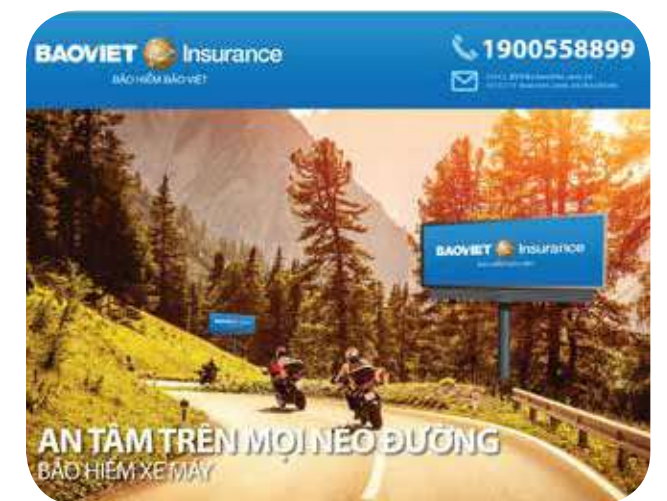 BAOVIET Insurance
BẢO HIỂM BẢO VIỆT
1900558899
BAOVIET Insurance
AN TÂM TRÊN MỌI NẺO ĐƯỜNG
BẢO HIỂM XE MÁY